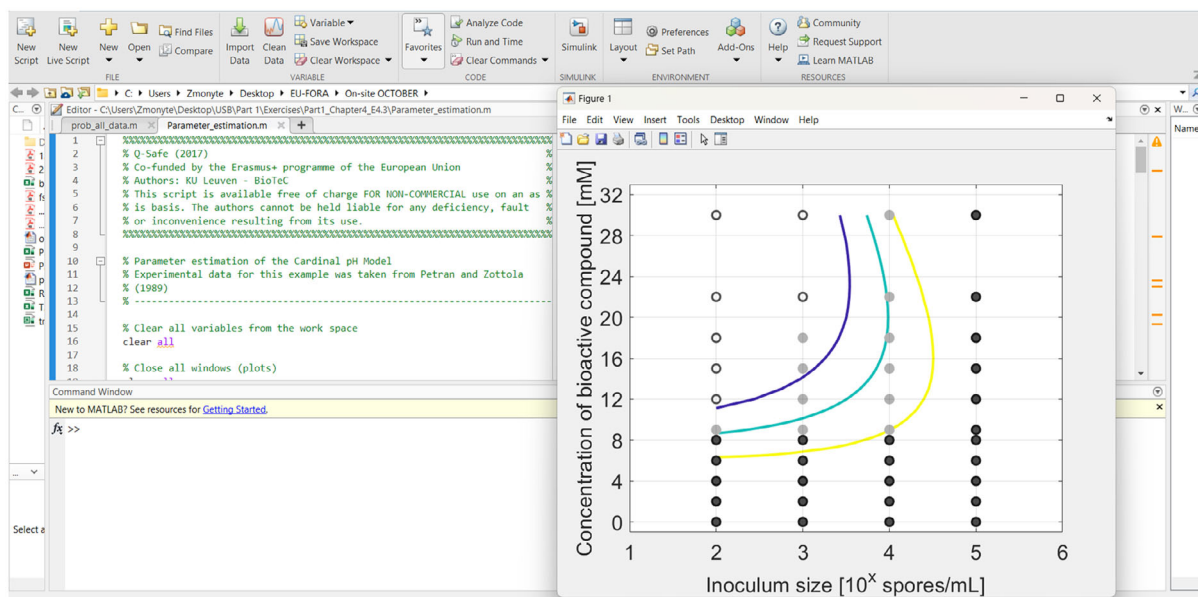 New Script
New Live Script
New
Open
Find Files
Compare
Import Data
Clean Data
Variable
Save Workspace
Clear Workspace
Favorites
Analyze Code
Run and Time
Clear Commands
Simulink
Layout
Preferences
Set Path
Add-Ons
Help
Community
Request Support
Learn MATLAB
FILE
VARIABLE
CODE
SIMULINK
ENVIRONMENT
RESOURCES
C: Users Zmonyte Desktop EU-FORA On-site OCTOBER
C...
Editor - C:\Users\Zmonyte\Desktop\USB\Part 1\Exercises\Part1_Chapter4_E4.3\Parameter_estimation.m
W...
prob_all_data.m Parameter_estimation.m +
Name
2 % Q-Safe (2017) %
3 % Co-funded by the Erasmus+ programme of the European Union %
4 % Authors: KU Leuven - BioTeC %
5 % This script is available free of charge FOR NON-COMMERCIAL use on an as %
6 % is basis. The authors cannot be held liable for any deficiency, fault %
7 % or inconvenience resulting from its use. %
8
9
10 % Parameter estimation of the Cardinal pH Model
11 % Experimental data for this example was taken from Petran and Zottola
12 % (1989)
13
14
15 % Clear all variables from the work space
16 clear all
17
18 % Close all windows (plots)
Command Window
New to MATLAB? See resources for Getting Started.
fx >>
Select a
Figure 1
File Edit View Insert Tools Desktop Window Help
Concentration of bioactive compound [mM]
32
28
24
20
16
12
8
4
0
1 2 3 4 5 6
Inoculum size [10^x spores/mL]